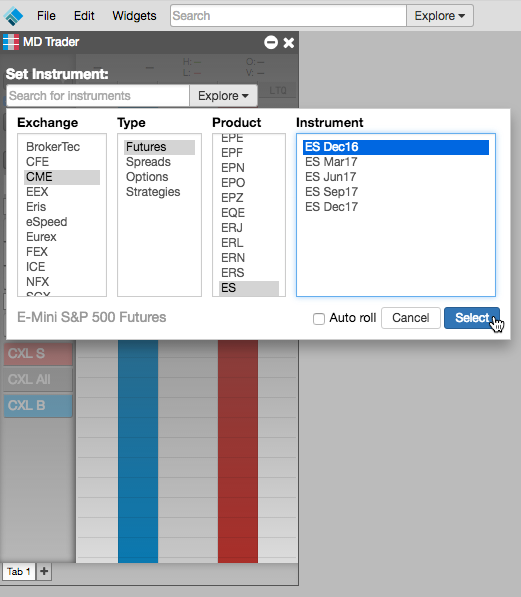 File Edit Widgets Search Explore
MD Trader
H: -- O: --
L: -- V: --
LTQ
Set Instrument:
Search for instruments Explore
Exchange Type Product Instrument
BrokerTec
CFE
CME
EEX
Eris
eSpeed
Eurex
FEX
ICE
NFX
SGX
Futures
Spreads
Options
Strategies
EPE
EPF
EPN
EPO
EPZ
EQE
ERJ
ERL
ERN
ERS
ES
ES Dec16
ES Mar17
ES Jun17
ES Sep17
ES Dec17
E-Mini S&P 500 Futures
Auto roll Cancel Select
CXL S
CXL All
CXL B
Tab 1 +